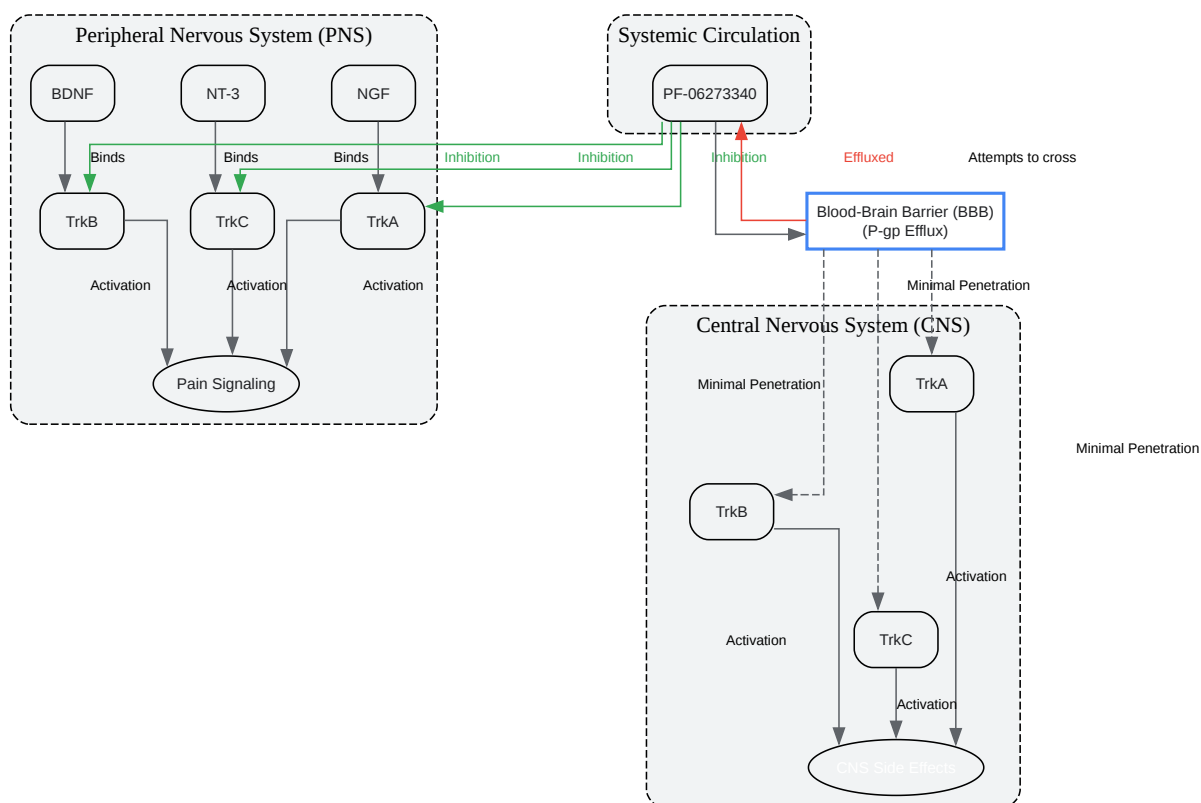 Peripheral Nervous System (PNS)
Systemic Circulation
BDNF
NT-3
NGF
PF-06273340
Binds
Binds
Binds
Inhibition
Inhibition
Inhibition
Effluxed
Attempts to cross
TrkB
TrkC
TrkA
Blood-Brain Barrier (BBB)
(P-gp Efflux)
Activation
Activation
Activation
Minimal Penetration
Central Nervous System (CNS)
Pain Signaling
Minimal Penetration
TrkA
Minimal Penetration
TrkB
Activation
Activation
TrkC
Activation
CNS Side Effects